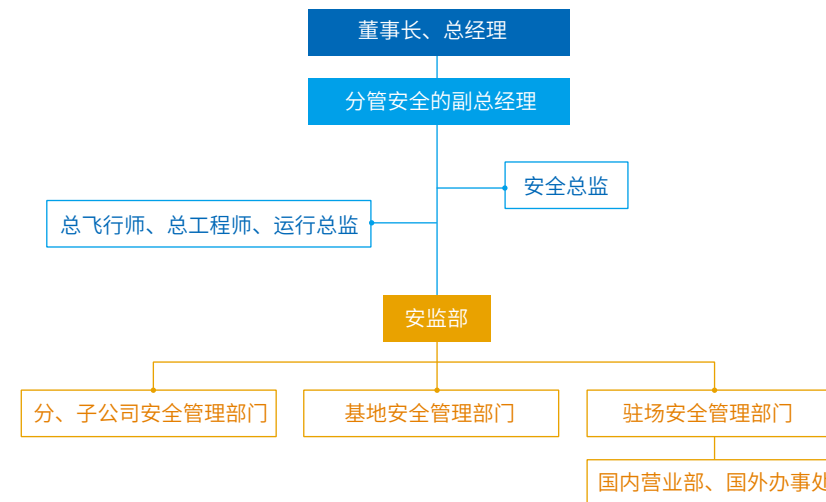 董事长、总经理
分管安全的副总经理
安全总监
总飞行师、总工程师、运行总监
安监部
分、子公司安全管理部门
基地安全管理部门
驻场安全管理部门
国内营业部、国外办事处